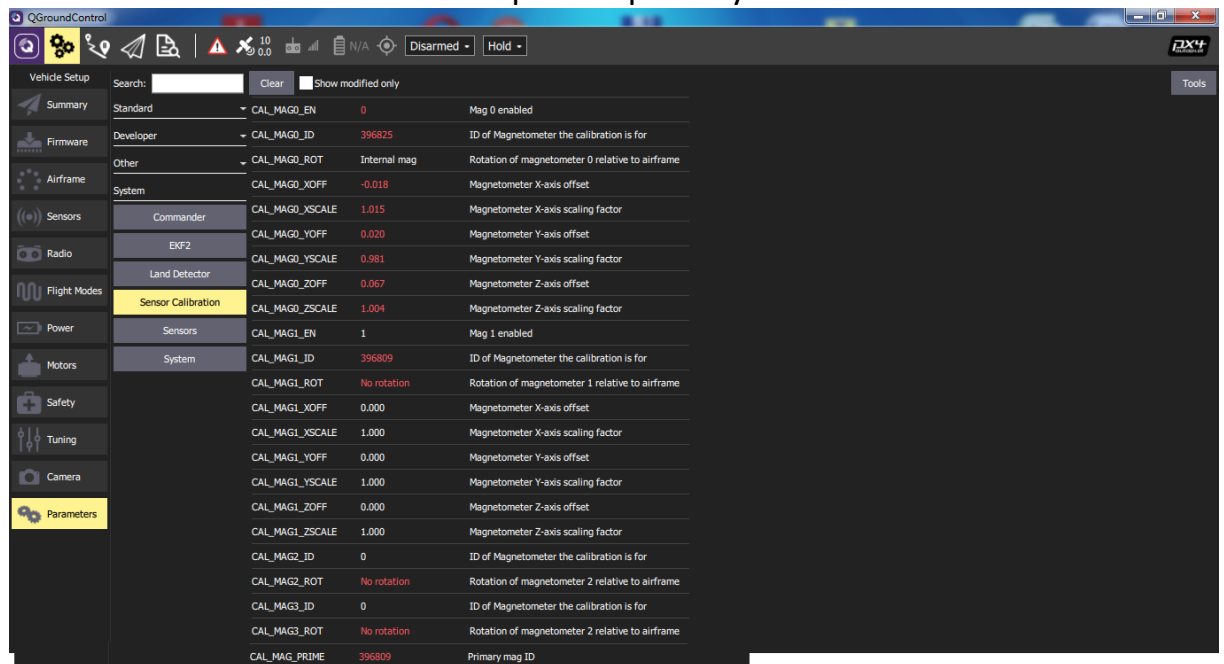 QGroundControl
10
0.0
N/A
Disarmed
Hold
PX4
autopilot
Vehicle Setup
Search:
Clear
Show modified only
Tools
Summary
Firmware
Airframe
Sensors
Radio
Flight Modes
Power
Motors
Safety
Tuning
Camera
Parameters
Standard
Developer
Other
System
Commander
EKF2
Land Detector
Sensor Calibration
Sensors
System
CAL_MAG0_EN 0 Mag 0 enabled
CAL_MAG0_ID 396825 ID of Magnetometer the calibration is for
CAL_MAG0_ROT Internal mag Rotation of magnetometer 0 relative to airframe
CAL_MAG0_XOFF -0.018 Magnetometer X-axis offset
CAL_MAG0_XSCALE 1.015 Magnetometer X-axis scaling factor
CAL_MAG0_YOFF 0.020 Magnetometer Y-axis offset
CAL_MAG0_YSCALE 0.981 Magnetometer Y-axis scaling factor
CAL_MAG0_ZOFF 0.067 Magnetometer Z-axis offset
CAL_MAG0_ZSCALE 1.004 Magnetometer Z-axis scaling factor
CAL_MAG1_EN 1 Mag 1 enabled
CAL_MAG1_ID 396809 ID of Magnetometer the calibration is for
CAL_MAG1_ROT No rotation Rotation of magnetometer 1 relative to airframe
CAL_MAG1_XOFF 0.000 Magnetometer X-axis offset
CAL_MAG1_XSCALE 1.000 Magnetometer X-axis scaling factor
CAL_MAG1_YOFF 0.000 Magnetometer Y-axis offset
CAL_MAG1_YSCALE 1.000 Magnetometer Y-axis scaling factor
CAL_MAG1_ZOFF 0.000 Magnetometer Z-axis offset
CAL_MAG1_ZSCALE 1.000 Magnetometer Z-axis scaling factor
CAL_MAG2_ID 0 ID of Magnetometer the calibration is for
CAL_MAG2_ROT No rotation Rotation of magnetometer 2 relative to airframe
CAL_MAG3_ID 0 ID of Magnetometer the calibration is for
CAL_MAG3_ROT No rotation Rotation of magnetometer 2 relative to airframe
CAL_MAG_PRIME 396809 Primary mag ID